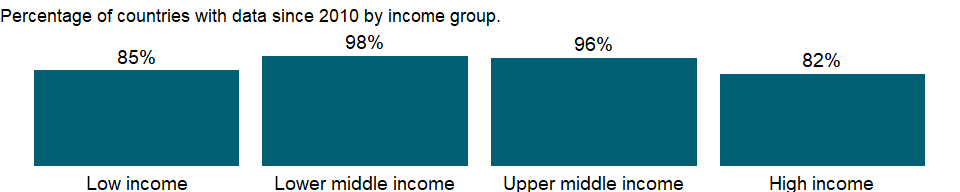 Percentage of countries with data since 2010 by income group.
85%
98%
96%
82%
Low income
Lower middle income
Upper middle income
High income